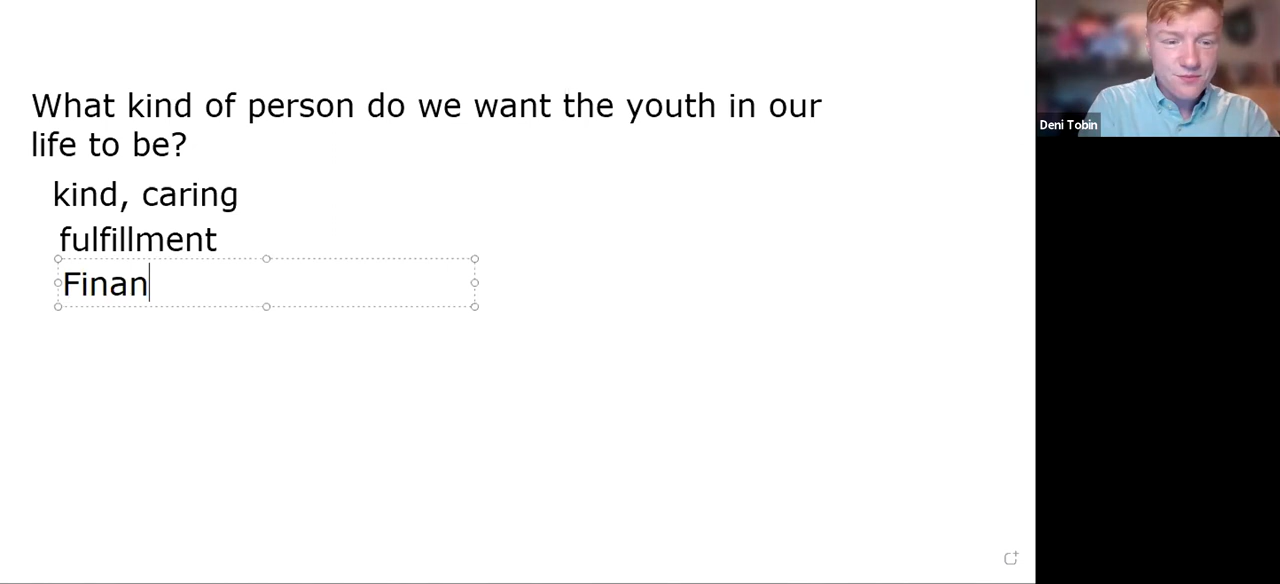 What kind of person do we want the youth in our
life to be?
kind, caring
fulfillment
Finan
Deni Tobin